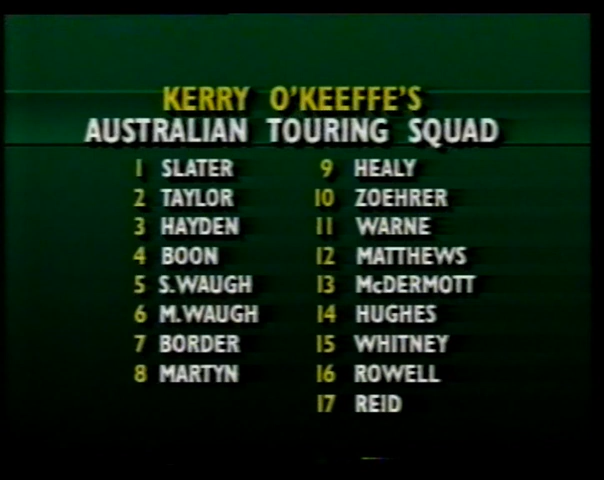 KERRY O'KEEFFE'S
AUSTRALIAN TOURING SQUAD
1 SLATER
2 TAYLOR
3 HAYDEN
4 BOON
5 S.WAUGH
6 M.WAUGH
7 BORDER
8 MARTYN
9 HEALY
10 ZOEHRER
11 WARNE
12 MATTHEWS
13 McDERMOTT
14 HUGHES
15 WHITNEY
16 ROWELL
17 REID